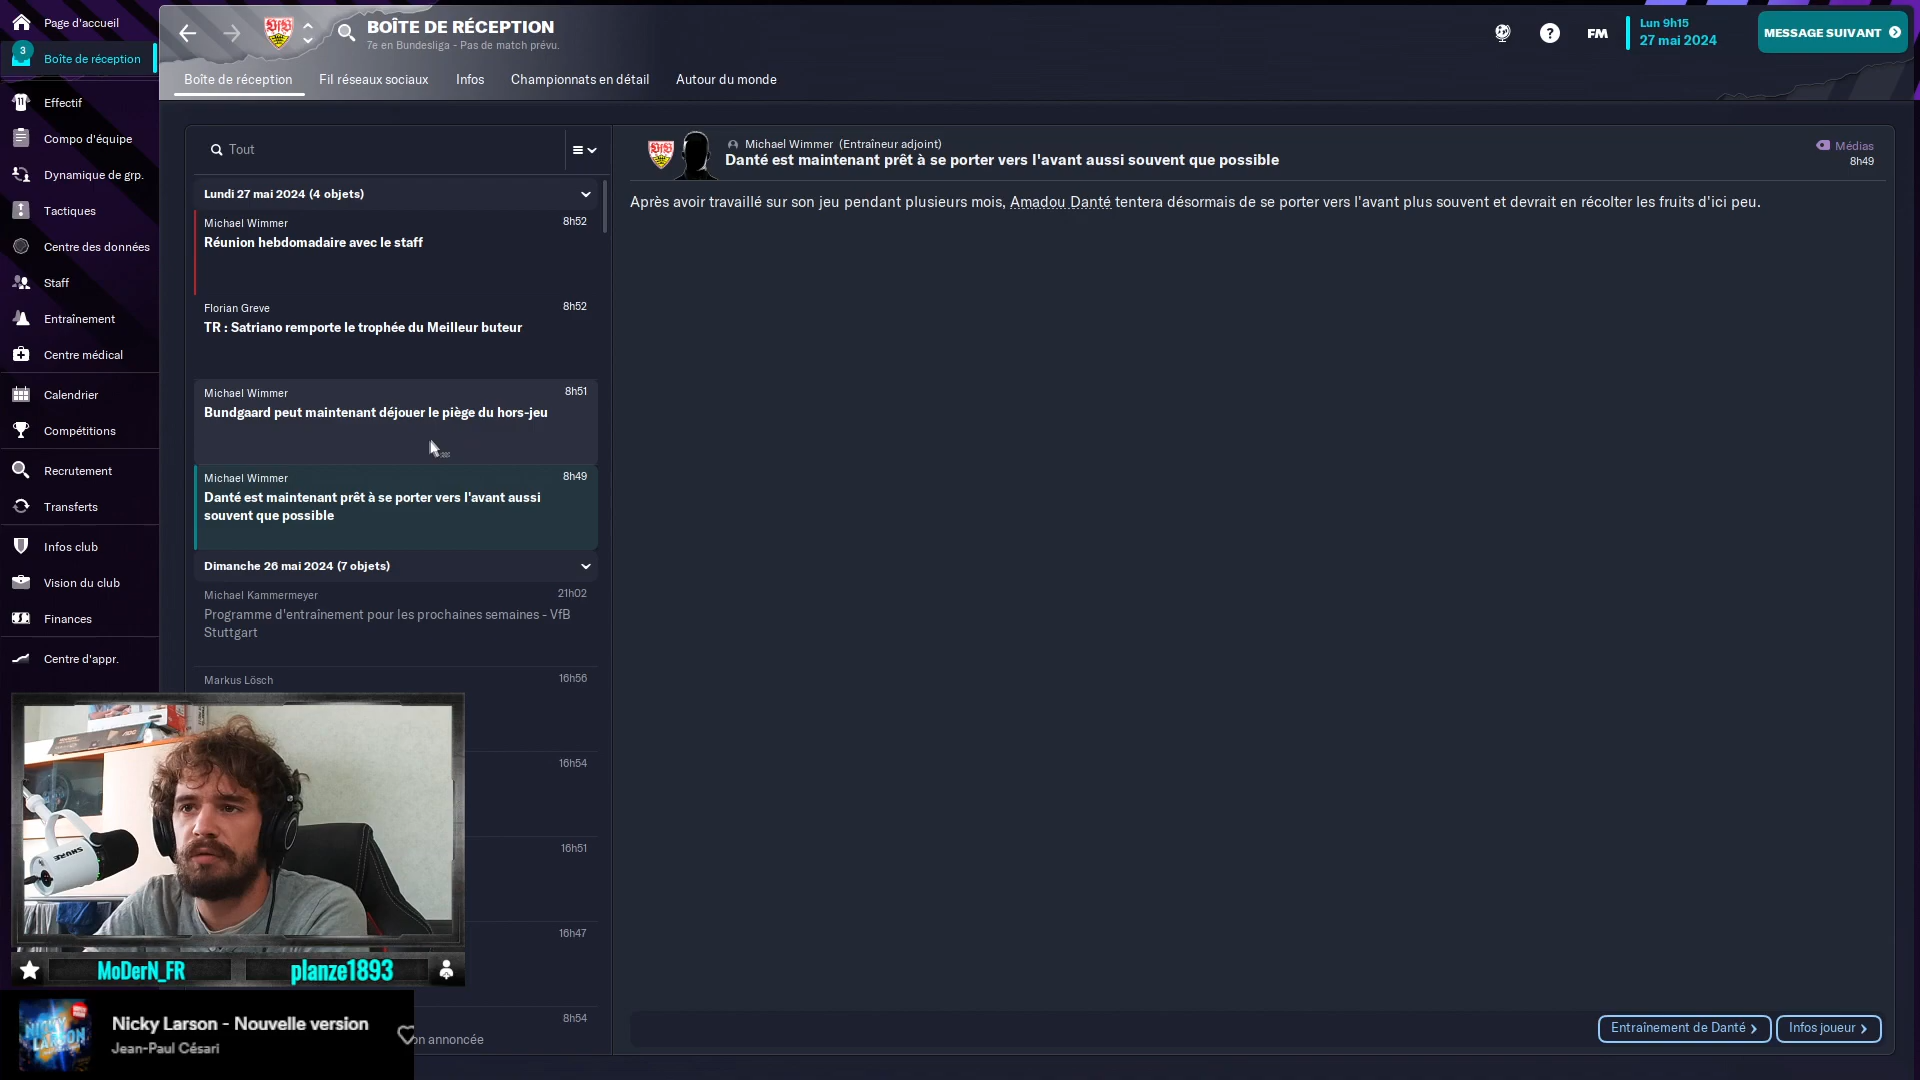 Page d'accueil
3
Boîte de réception
Effectif
Compo d'équipe
Dynamique de grp.
Tactiques
Centre des données
Staff
Entraînement
Centre médical
Calendrier
Compétitions
Recrutement
Transferts
Infos club
Vision du club
Finances
Centre d'appr.
BOÎTE DE RÉCEPTION
7e en Bundesliga - Pas de match prévu.
FM
Lun 9h15
27 mai 2024
MESSAGE SUIVANT
Boîte de réception
Fil réseaux sociaux
Infos
Championnats en détail
Autour du monde
Tout
Lundi 27 mai 2024 (4 objets)
Michael Wimmer 8h52
Réunion hebdomadaire avec le staff
Florian Greve 8h52
TR : Satriano remporte le trophée du Meilleur buteur
Michael Wimmer 8h51
Bundgaard peut maintenant déjouer le piège du hors-jeu
Michael Wimmer 8h49
Danté est maintenant prêt à se porter vers l'avant aussi
souvent que possible
Dimanche 26 mai 2024 (7 objets)
Michael Kammermeyer 21h02
Programme d'entraînement pour les prochaines semaines - VfB
Stuttgart
Markus Lösch 16h56
16h54
16h51
16h47
8h54
on annoncée
Michael Wimmer (Entraîneur adjoint)
Danté est maintenant prêt à se porter vers l'avant aussi souvent que possible
Médias
8h49
Après avoir travaillé sur son jeu pendant plusieurs mois, Amadou Danté tentera désormais de se porter vers l'avant plus souvent et devrait en récolter les fruits d'ici peu.
Entraînement de Danté
Infos joueur
SHURE
MoDerN_FR
planze1893
NICKY
LARSON
Nicky Larson - Nouvelle version
Jean-Paul Césari